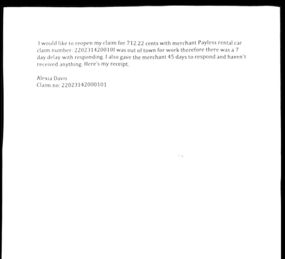 I would like to reopen my claim for 712.22 cents with merchant Payless rental car
claim number: 22023142000101 was out of town for work therefore there was a 7
day delay with responding. I also gave the merchant 45 days to respond and haven't
received anything. Here's my receipt.
Alexia Davis
Claim no: 22023142000101